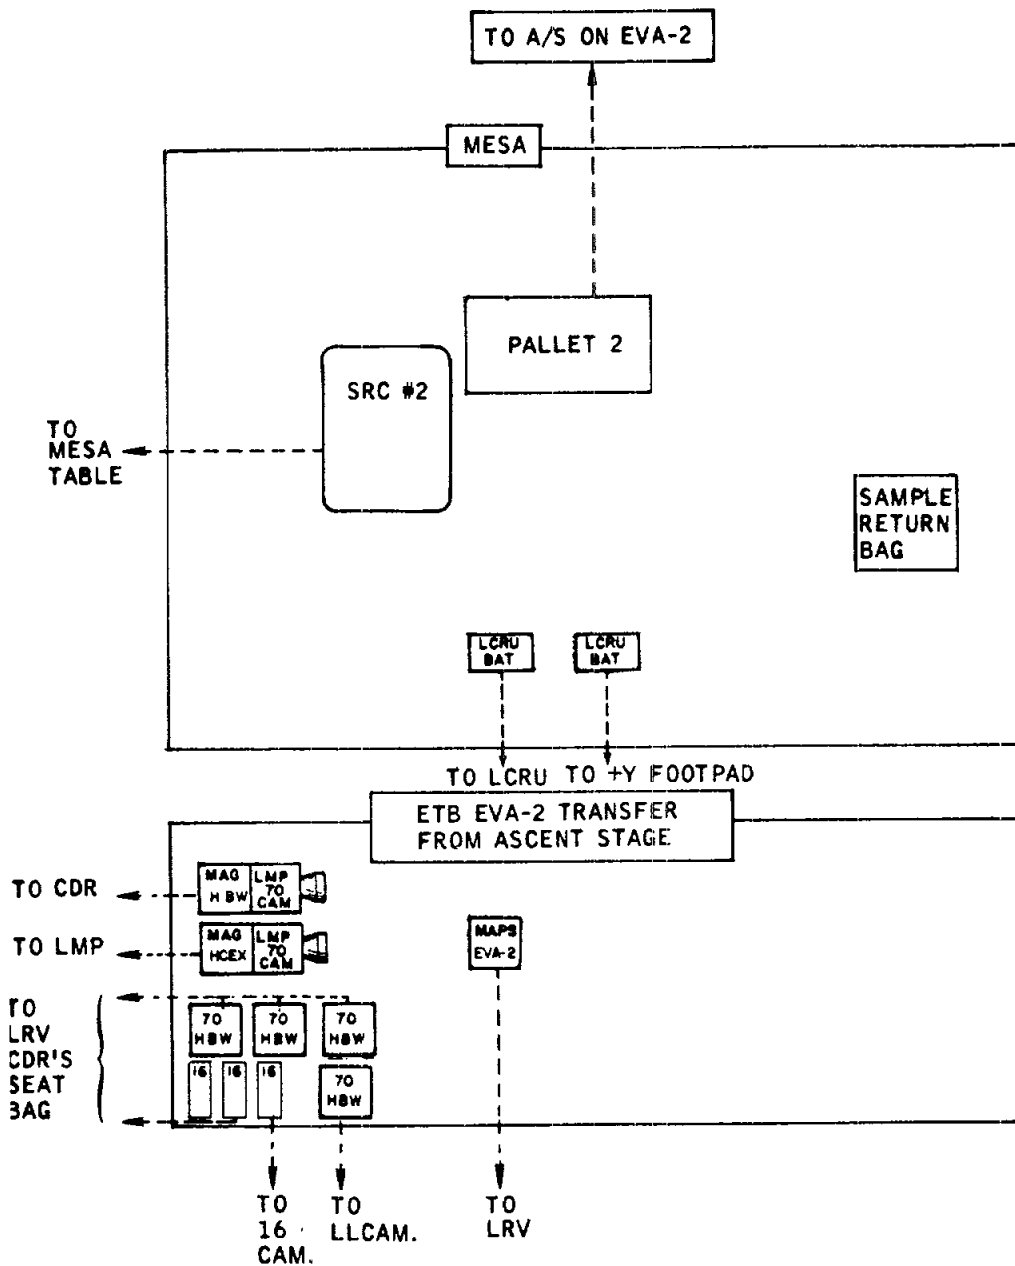 TO A/S ON EVA-2
MESA
PALLET 2
SRC #2
TO
MESA
TABLE
SAMPLE
RETURN
BAG
LCRU
BAT
LCRU
BAT
TO LCRU
TO +Y FOOTPAD
ETB EVA-2 TRANSFER
FROM ASCENT STAGE
TO CDR
MAG
H BW
LMP
70
CAM
TO LMP
MAG
HCEX
LMP
70
CAM
MAPS
EVA-2
TO
LRV
CDR'S
SEAT
BAG
70
HBW
70
HBW
70
HBW
16
16
16
70
HBW
TO
16
CAM.
TO
LLCAM.
TO
LRV